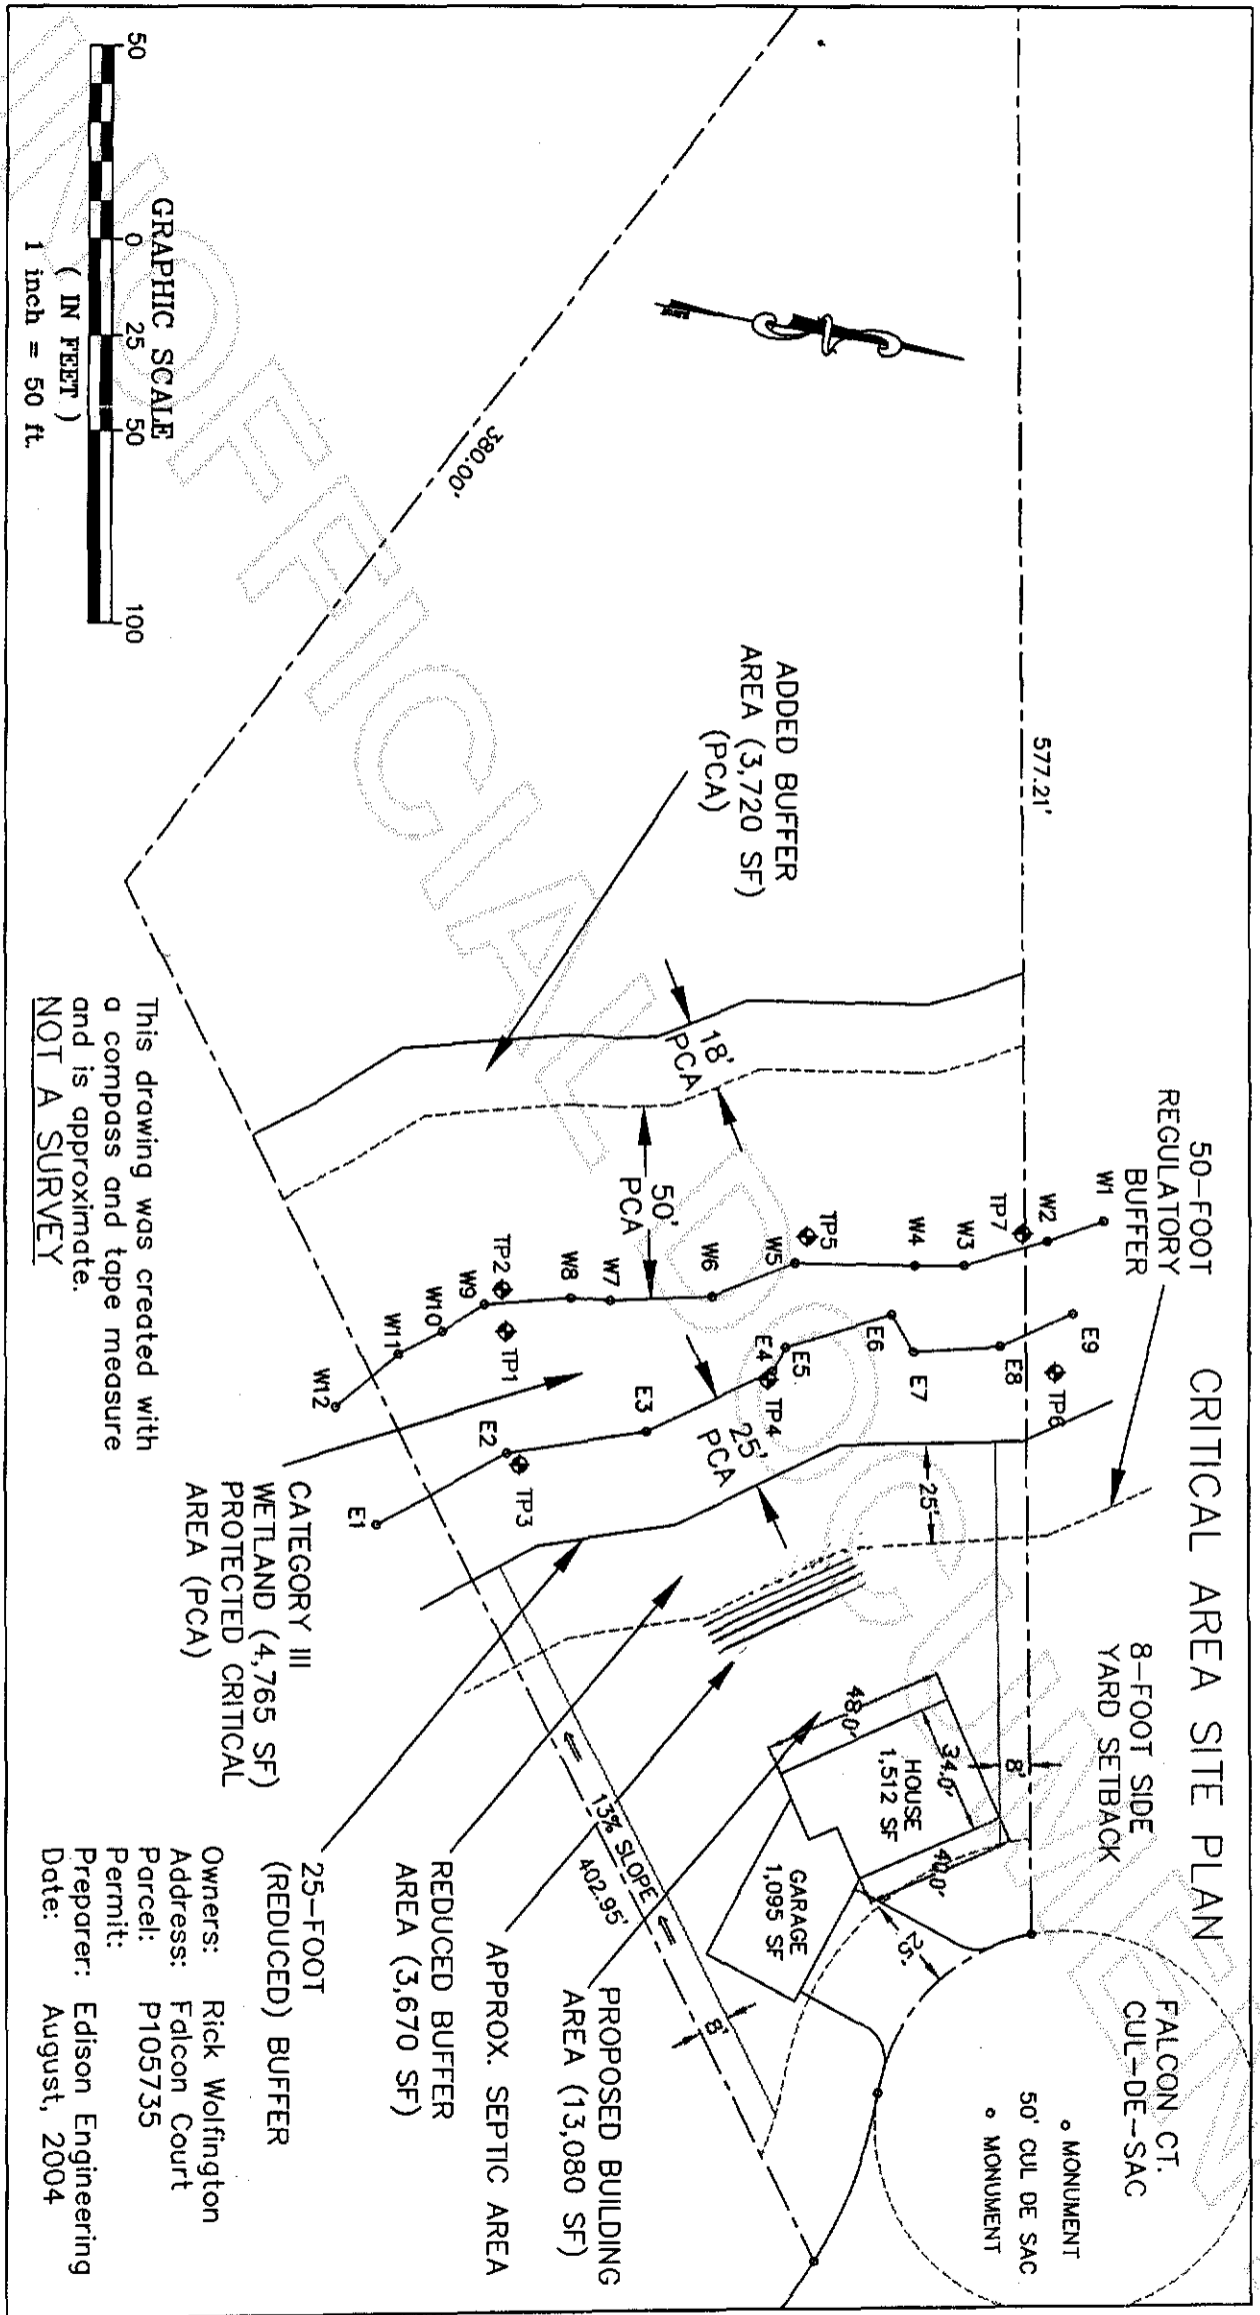 CRITICAL AREA SITE PLAN
FALCON CT.
CUL-DE-SAC
MONUMENT
50' CUL DE SAC
MONUMENT
50-FOOT
REGULATORY
BUFFER
8-FOOT SIDE
YARD SETBACK
577.21'
8'
W1
W2
TP7
W3
W4
TP5
W5
W6
W7
W8
TP2
W9
W10
W11
W12
E9
TP6
E8
E7
E6
E5
E4
TP4
E3
E2
TP3
E1
TP1
18'
PCA
50'
PCA
25'
PCA
25'
48.0'
34.0'
HOUSE
1,512 SF
40.0'
GARAGE
1,095 SF
25'
ADDED BUFFER
AREA (3,720 SF)
(PCA)
380.00'
13% SLOPE
402.95'
8'
PROPOSED BUILDING
AREA (13,080 SF)
APPROX. SEPTIC AREA
REDUCED BUFFER
AREA (3,670 SF)
25-FOOT
(REDUCED) BUFFER
CATEGORY III
WETLAND (4,765 SF)
PROTECTED CRITICAL
AREA (PCA)
GRAPHIC SCALE
50 0 25 50 100
( IN FEET )
1 inch = 50 ft.
This drawing was created with
a compass and tape measure
and is approximate.
NOT A SURVEY
Owners: Rick Wolfington
Address: Falcon Court
Parcel: P105735
Permit:
Preparer: Edison Engineering
Date: August, 2004
UNOFFICIAL DOCUMENT